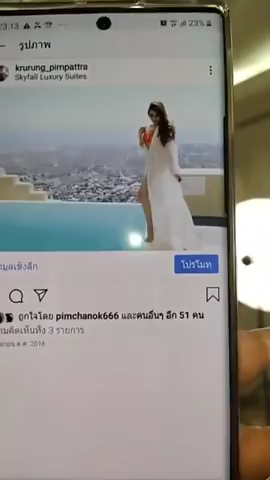 23:13
23%
รูปภาพ
krurung_pimpattra
Skyfall Luxury Suites
โปรโมท
ถูกใจโดย pimchanok666 และคนอื่นๆ อีก 51 คน
ความคิดเห็นทั้ง 3 รายการ